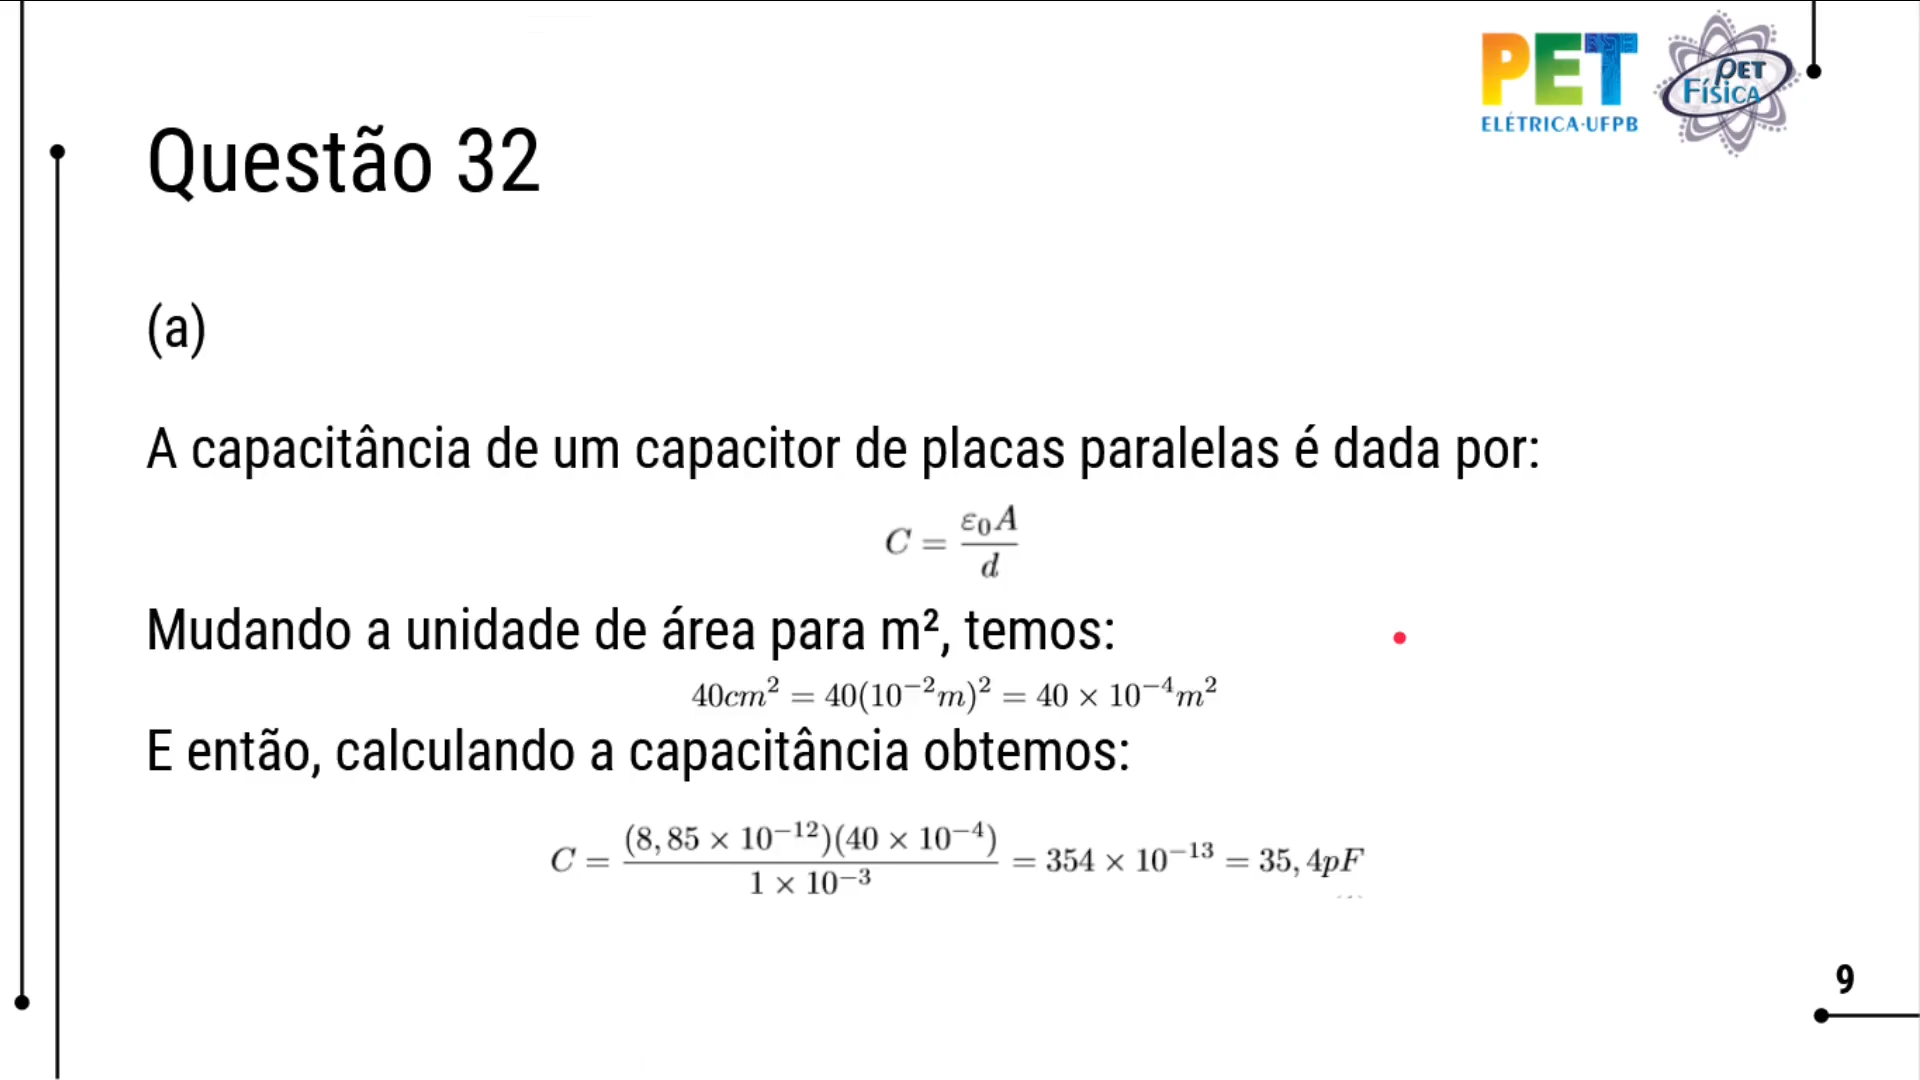 PET
ELÉTRICA·UFPB
PET
FÍSICA
Questão 32
(a)
A capacitância de um capacitor de placas paralelas é dada por:
C = ε₀A / d
Mudando a unidade de área para m², temos:
40cm² = 40(10⁻²m)² = 40 × 10⁻⁴m²
E então, calculando a capacitância obtemos:
C = (8,85 × 10⁻¹²)(40 × 10⁻⁴) / 1 × 10⁻³ = 354 × 10⁻¹³ = 35,4pF
9